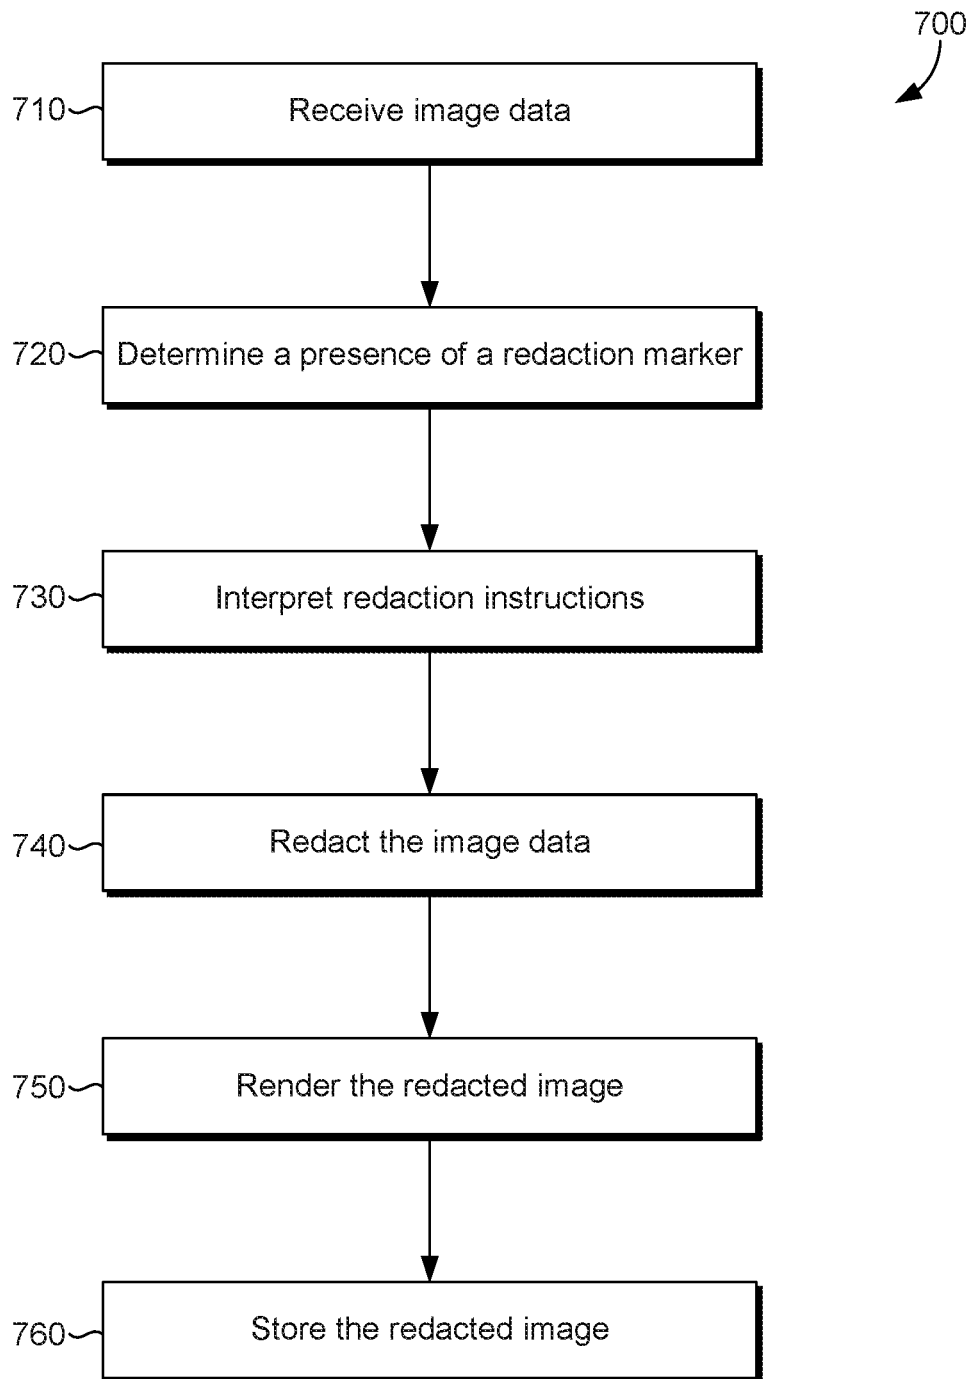 700
710 Receive image data
720 Determine a presence of a redaction marker
730 Interpret redaction instructions
740 Redact the image data
750 Render the redacted image
760 Store the redacted image